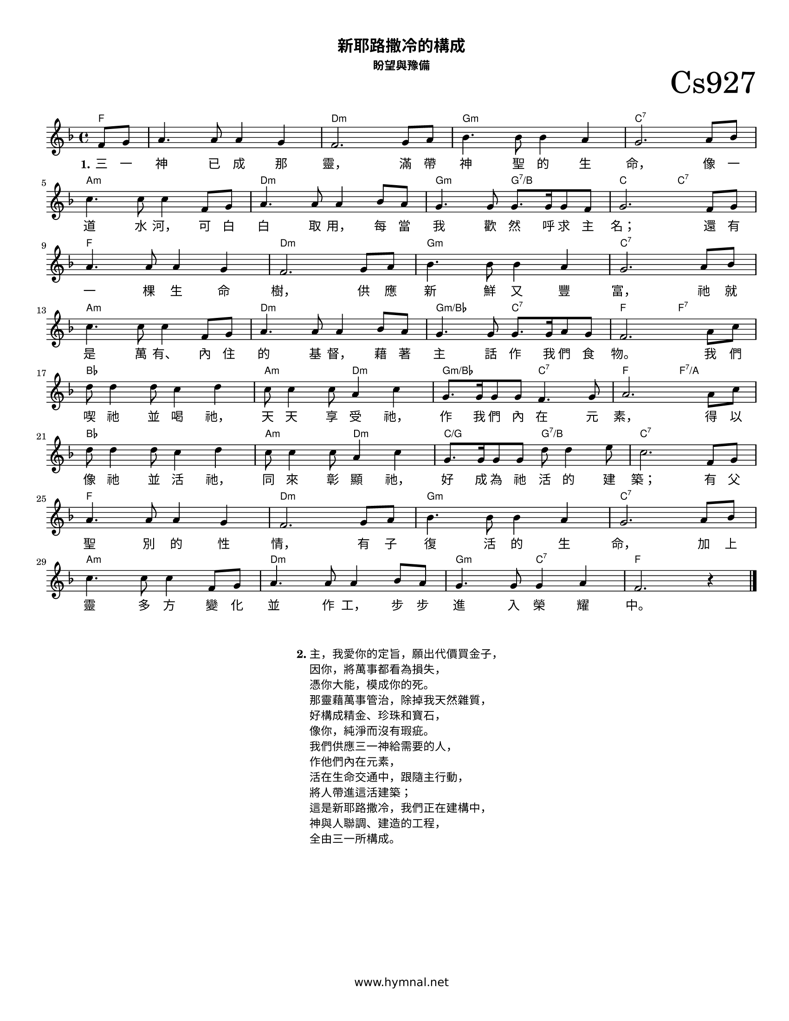 新耶路撒冷的構成
盼望與豫備
Cs927
F Dm Gm C7
1. 三一神已成那靈，滿帶神聖的生命，像一
5 Am Dm Gm G7/B C C7
道水河，可白白取用，每當我歡然呼求主名；還有
9 F Dm Gm C7
一棵生命樹，供應新鮮又豐富，祂就
13 Am Dm Gm/B♭ C7 F F7
是萬有、內住的基督，藉著主話作我們食物。我們
17 B♭ Am Dm Gm/B♭ C7 F F7/A
喫祂並喝祂，天天享受祂，作我們內在元素，得以
21 B♭ Am Dm C/G G7/B C7
像祂並活祂，同來彰顯祂，好成為祂活的建築；有父
25 F Dm Gm C7
聖別的性情，有子復活的生命，加上
29 Am Dm Gm C7 F
靈多方變化並作工，步步進入榮耀中。
2. 主，我愛你的定旨，願出代價買金子，
因你，將萬事都看為損失，
憑你大能，模成你的死。
那靈藉萬事管治，除掉我天然雜質，
好構成精金、珍珠和寶石，
像你，純淨而沒有瑕疵。
我們供應三一神給需要的人，
作他們內在元素，
活在生命交通中，跟隨主行動，
將人帶進這活建築；
這是新耶路撒冷，我們正在建構中，
神與人聯調、建造的工程，
全由三一所構成。
www.hymnal.net